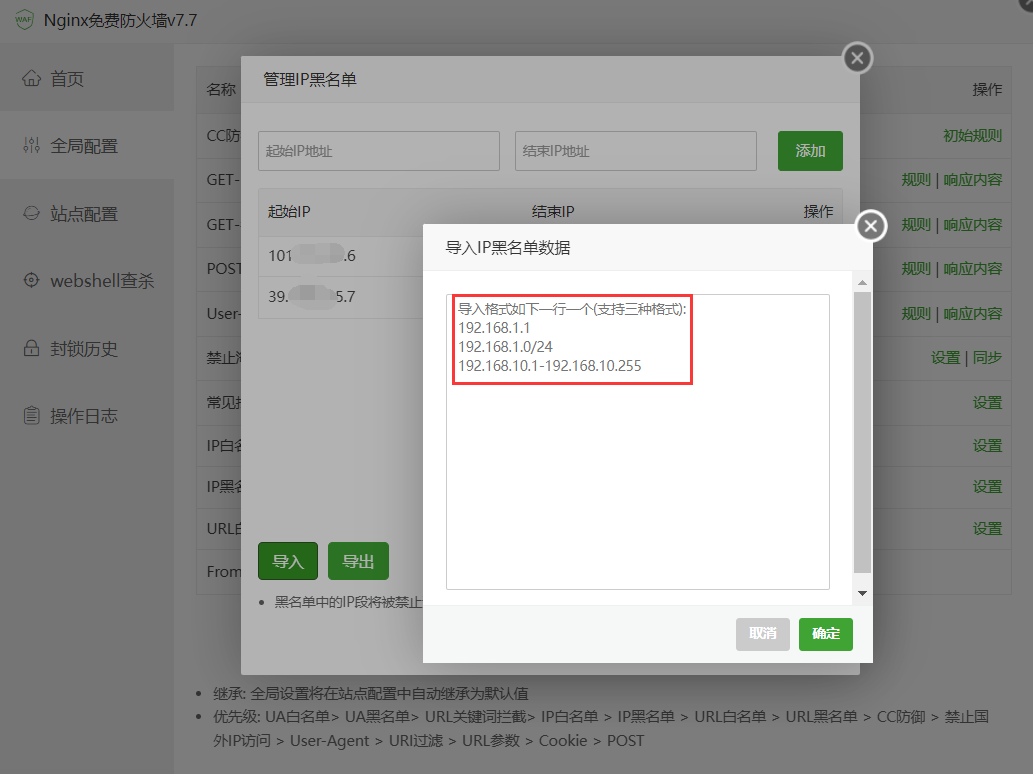 Nginx免费防火墙v7.7
首页
全局配置
站点配置
webshell查杀
封锁历史
操作日志
名称
操作
CC防
初始规则
GET-
规则 | 响应内容
GET-
规则 | 响应内容
POST
规则 | 响应内容
User-
规则 | 响应内容
禁止
设置 | 同步
常见
设置
IP白名
设置
IP黑名
设置
URL白
设置
From
管理IP黑名单
起始IP地址
结束IP地址
添加
起始IP
结束IP
操作
101
.6
39.
5.7
导入
导出
黑名单中的IP段将被禁止
导入IP黑名单数据
导入格式如下一行一个(支持三种格式):
192.168.1.1
192.168.1.0/24
192.168.10.1-192.168.10.255
取消
确定
继承: 全局设置将在站点配置中自动继承为默认值
优先级: UA白名单> UA黑名单> URL关键词拦截> IP白名单 > IP黑名单 > URL白名单 > URL黑名单 > CC防御 > 禁止国
外IP访问 > User-Agent > URI过滤 > URL参数 > Cookie > POST